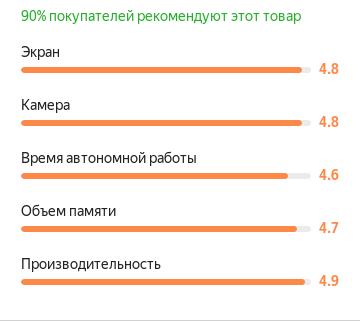 90% покупателей рекомендуют этот товар
Экран
4.8
Камера
4.8
Время автономной работы
4.6
Объем памяти
4.7
Производительность
4.9